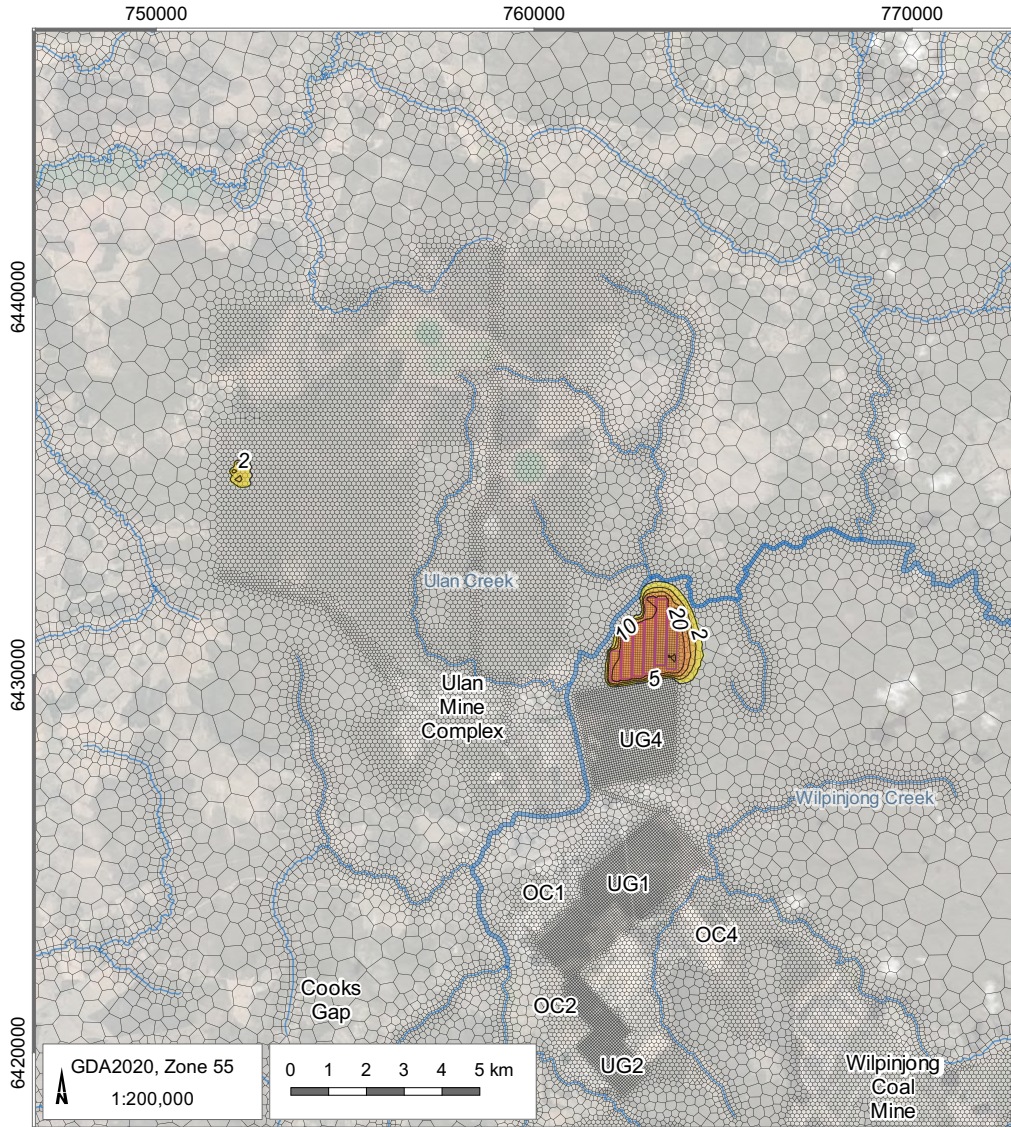 750000
760000
770000
6440000
6430000
6420000
2
Ulan Creek
10
20
2
5
Ulan
Mine
Complex
UG4
Wilpinjong Creek
OC1
UG1
OC4
Cooks
Gap
OC2
UG2
Wilpinjong
Coal
Mine
GDA2020, Zone 55
1:200,000
N
0 1 2 3 4 5 km